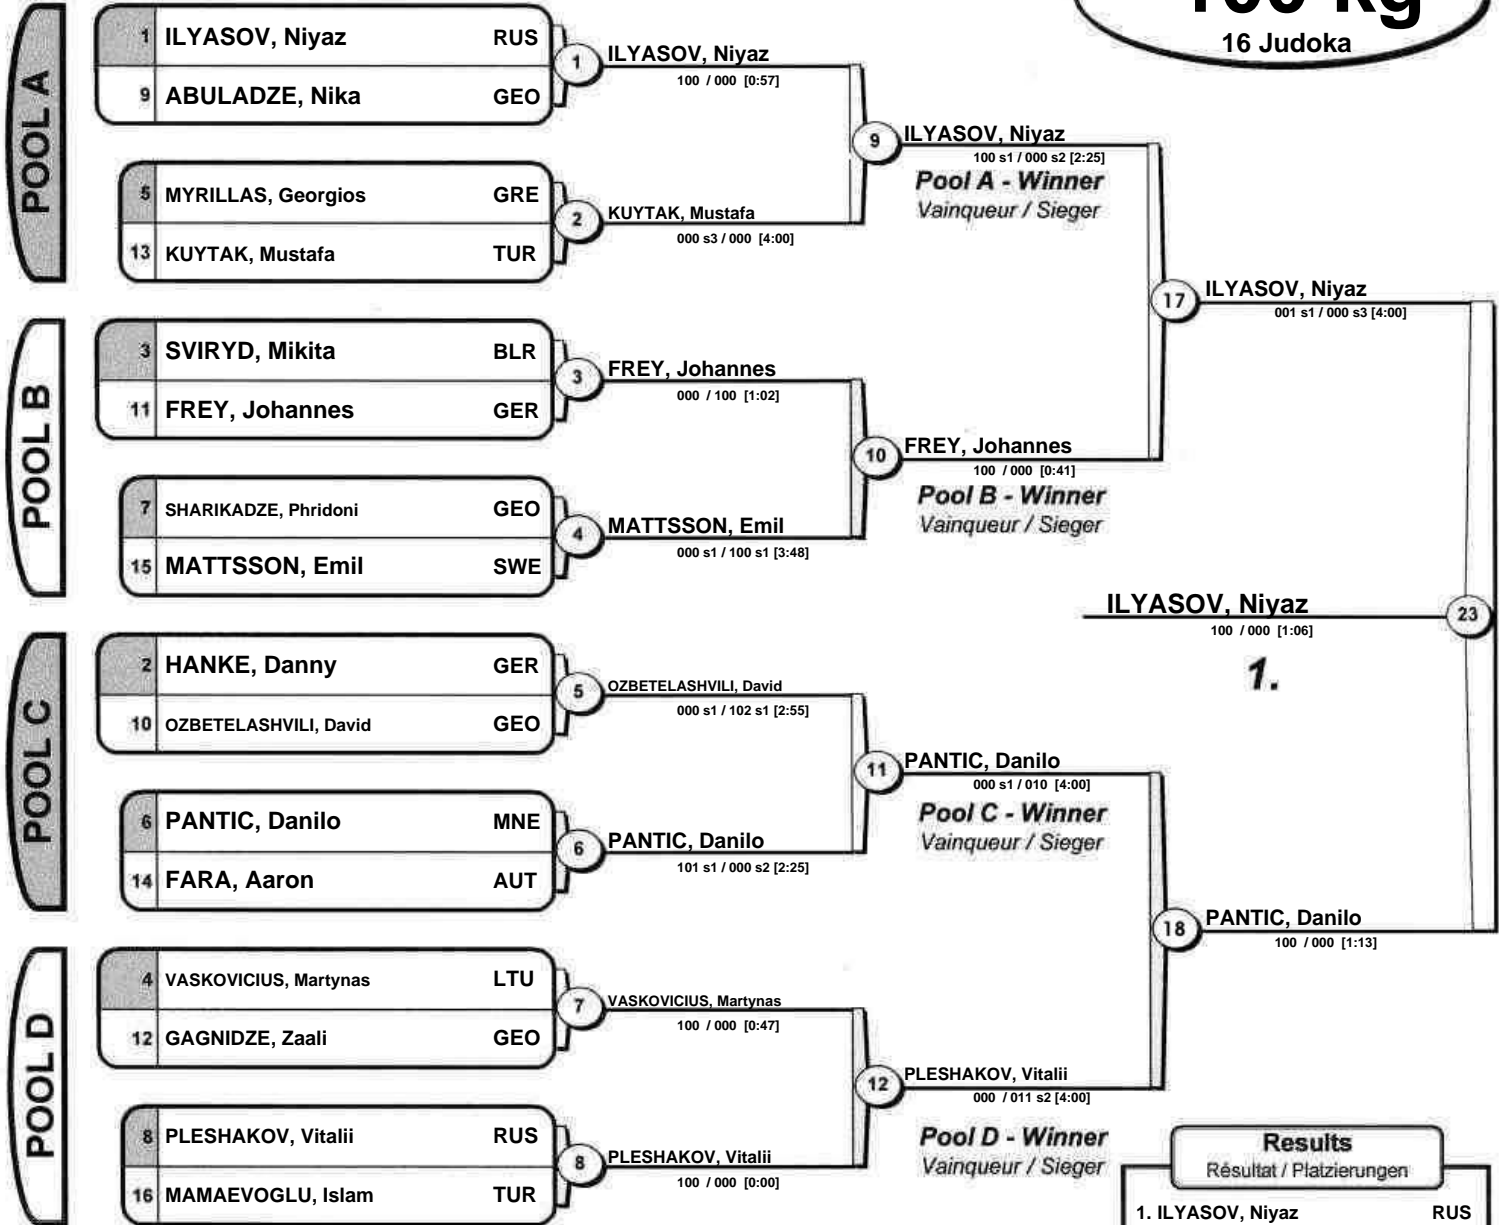 100 kg
16 Judoka
POOL A
1 ILYASOV, Niyaz RUS
9 ABULADZE, Nika GEO
1
ILYASOV, Niyaz
100 / 000 [0:57]
5 MYRILLAS, Georgios GRE
13 KUYTAK, Mustafa TUR
2
KUYTAK, Mustafa
000 s3 / 000 [4:00]
9
ILYASOV, Niyaz
100 s1 / 000 s2 [2:25]
Pool A - Winner
Vainqueur / Sieger
POOL B
3 SVIRYD, Mikita BLR
11 FREY, Johannes GER
3
FREY, Johannes
000 / 100 [1:02]
7 SHARIKADZE, Phridoni GEO
15 MATTSSON, Emil SWE
4
MATTSSON, Emil
000 s1 / 100 s1 [3:48]
10
FREY, Johannes
100 / 000 [0:41]
Pool B - Winner
Vainqueur / Sieger
17
ILYASOV, Niyaz
001 s1 / 000 s3 [4:00]
ILYASOV, Niyaz
23
100 / 000 [1:06]
1.
POOL C
2 HANKE, Danny GER
10 OZBETELASHVILI, David GEO
5
OZBETELASHVILI, David
000 s1 / 102 s1 [2:55]
6 PANTIC, Danilo MNE
14 FARA, Aaron AUT
6
PANTIC, Danilo
101 s1 / 000 s2 [2:25]
11
PANTIC, Danilo
000 s1 / 010 [4:00]
Pool C - Winner
Vainqueur / Sieger
18
PANTIC, Danilo
100 / 000 [1:13]
POOL D
4 VASKOVICIUS, Martynas LTU
12 GAGNIDZE, Zaali GEO
7
VASKOVICIUS, Martynas
100 / 000 [0:47]
8 PLESHAKOV, Vitalii RUS
16 MAMAEVOGLU, Islam TUR
8
PLESHAKOV, Vitalii
100 / 000 [0:00]
12
PLESHAKOV, Vitalii
000 / 011 s2 [4:00]
Pool D - Winner
Vainqueur / Sieger
Results
Résultat / Platzierungen
1. ILYASOV, Niyaz RUS